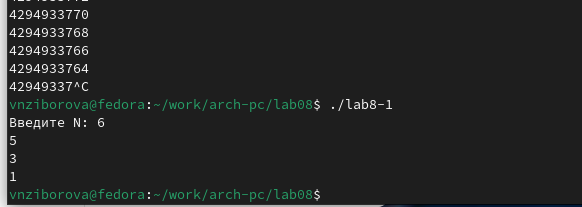 4294933770
4294933768
4294933766
4294933764
42949337^C
vnziborova@fedora:~/work/arch-pc/lab08$ ./lab8-1
Введите N: 6
5
3
1
vnziborova@fedora:~/work/arch-pc/lab08$